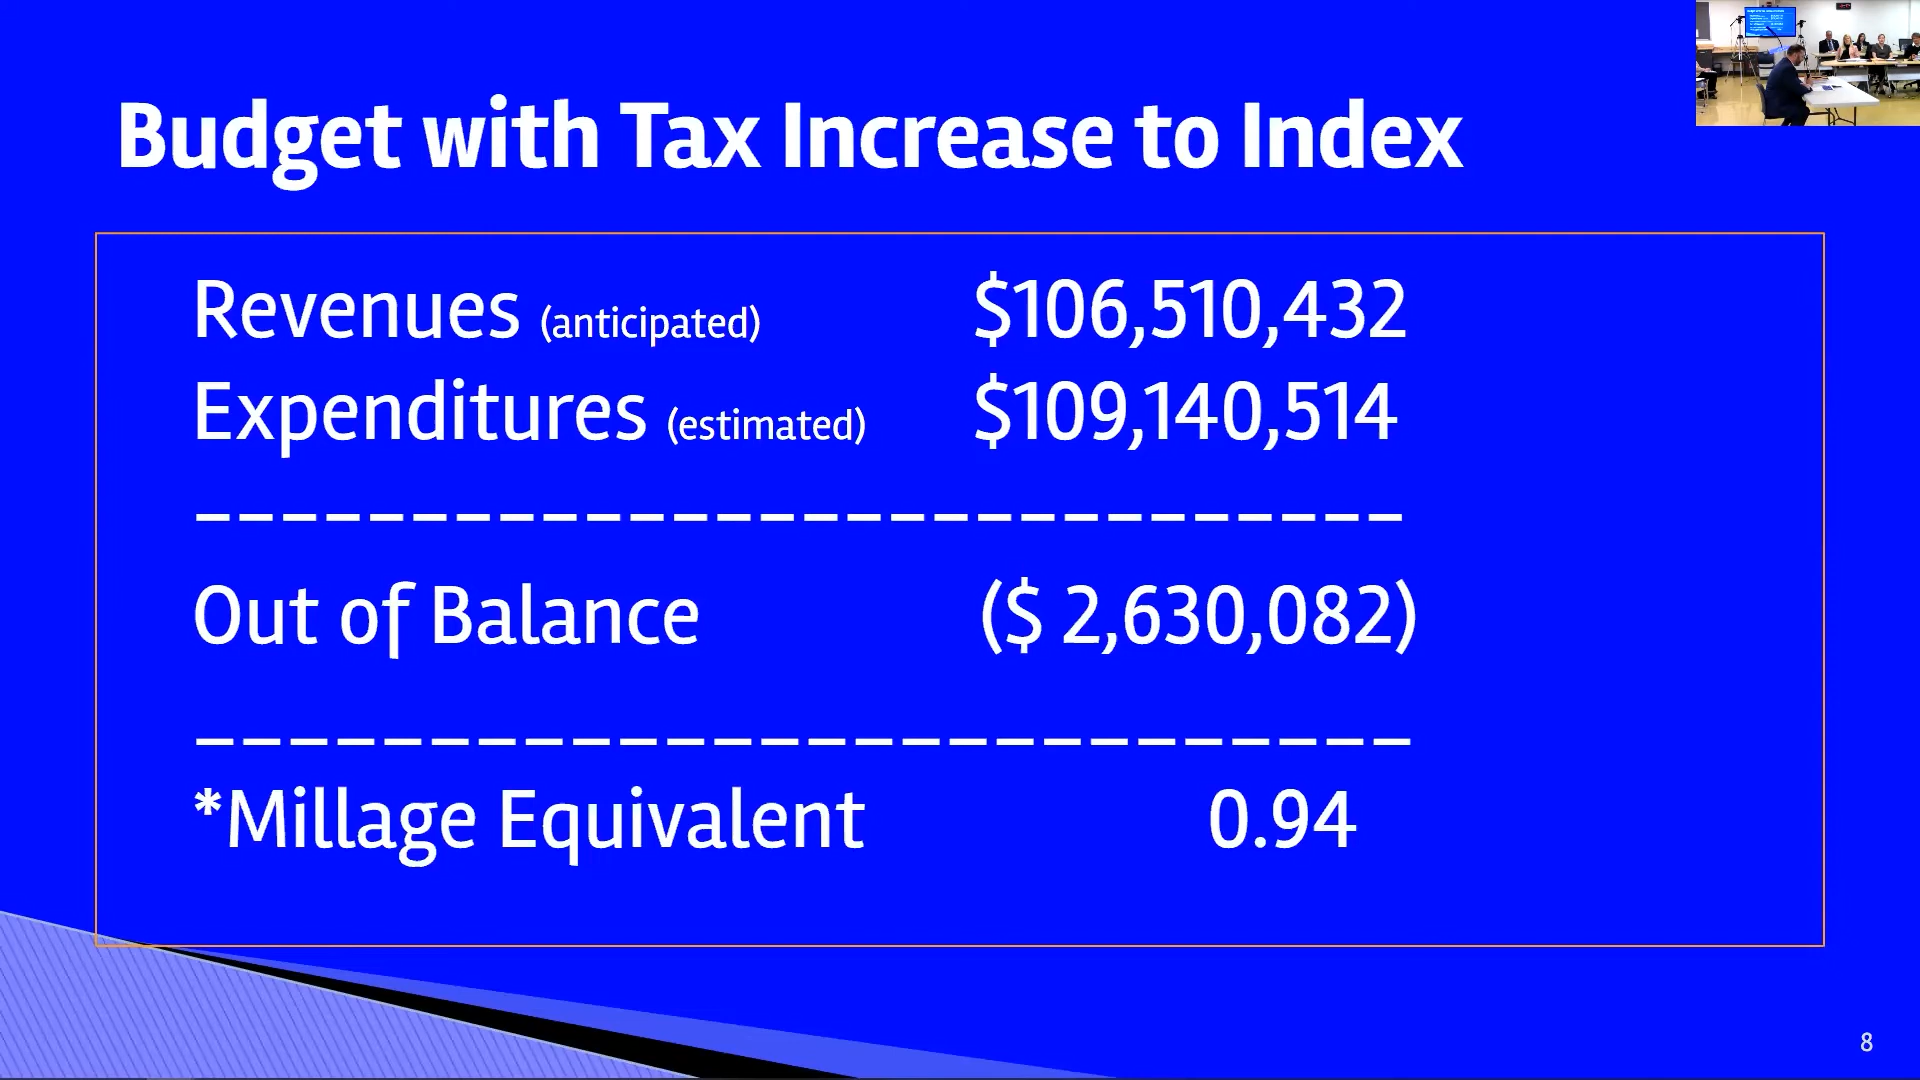 Budget with Tax Increase to Index
Revenues (anticipated) $106,510,432
Expenditures (estimated) $109,140,514
Out of Balance ($ 2,630,082)
*Millage Equivalent 0.94
8